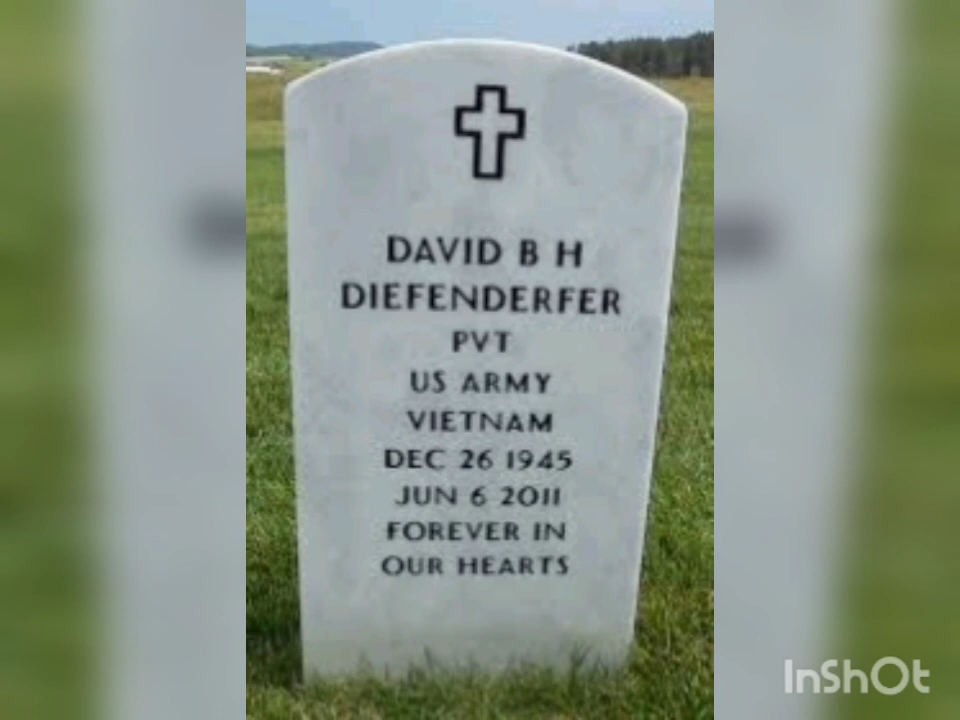 DAVID B H
DIEFENDERFER
PVT
US ARMY
VIETNAM
DEC 26 1945
JUN 6 2011
FOREVER IN
OUR HEARTS
InShOt